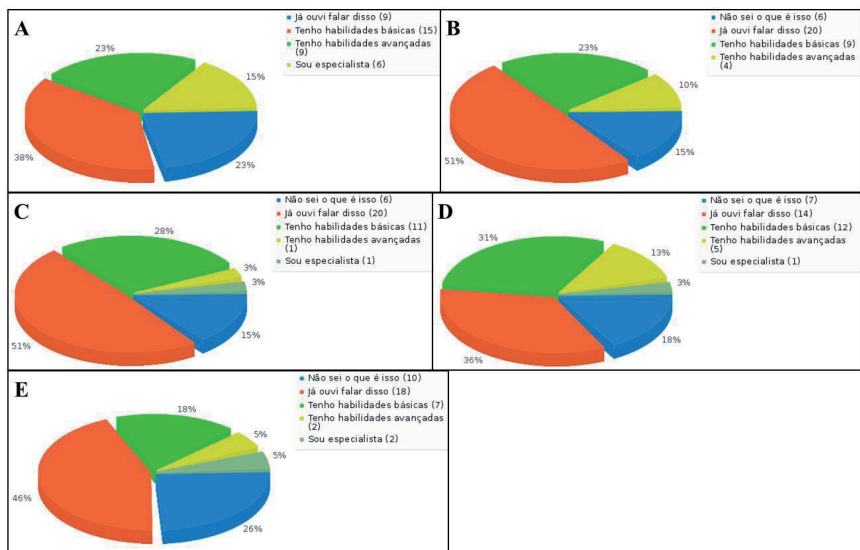 A
Já ouvi falar disso (9)
Tenho habilidades básicas (15)
Tenho habilidades avançadas
(9)
Sou especialista (6)
23%
15%
38%
23%
B
Não sei o que é isso (6)
Já ouvi falar disso (20)
Tenho habilidades básicas (9)
Tenho habilidades avançadas
(4)
23%
10%
51%
15%
C
Não sei o que é isso (6)
Já ouvi falar disso (20)
Tenho habilidades básicas (11)
Tenho habilidades avançadas
(1)
Sou especialista (1)
28%
3%
3%
51%
15%
D
Não sei o que é isso (7)
Já ouvi falar disso (14)
Tenho habilidades básicas (12)
Tenho habilidades avançadas
(5)
Sou especialista (1)
31%
13%
3%
36%
18%
E
Não sei o que é isso (10)
Já ouvi falar disso (18)
Tenho habilidades básicas (7)
Tenho habilidades avançadas
(2)
Sou especialista (2)
18%
5%
5%
46%
26%